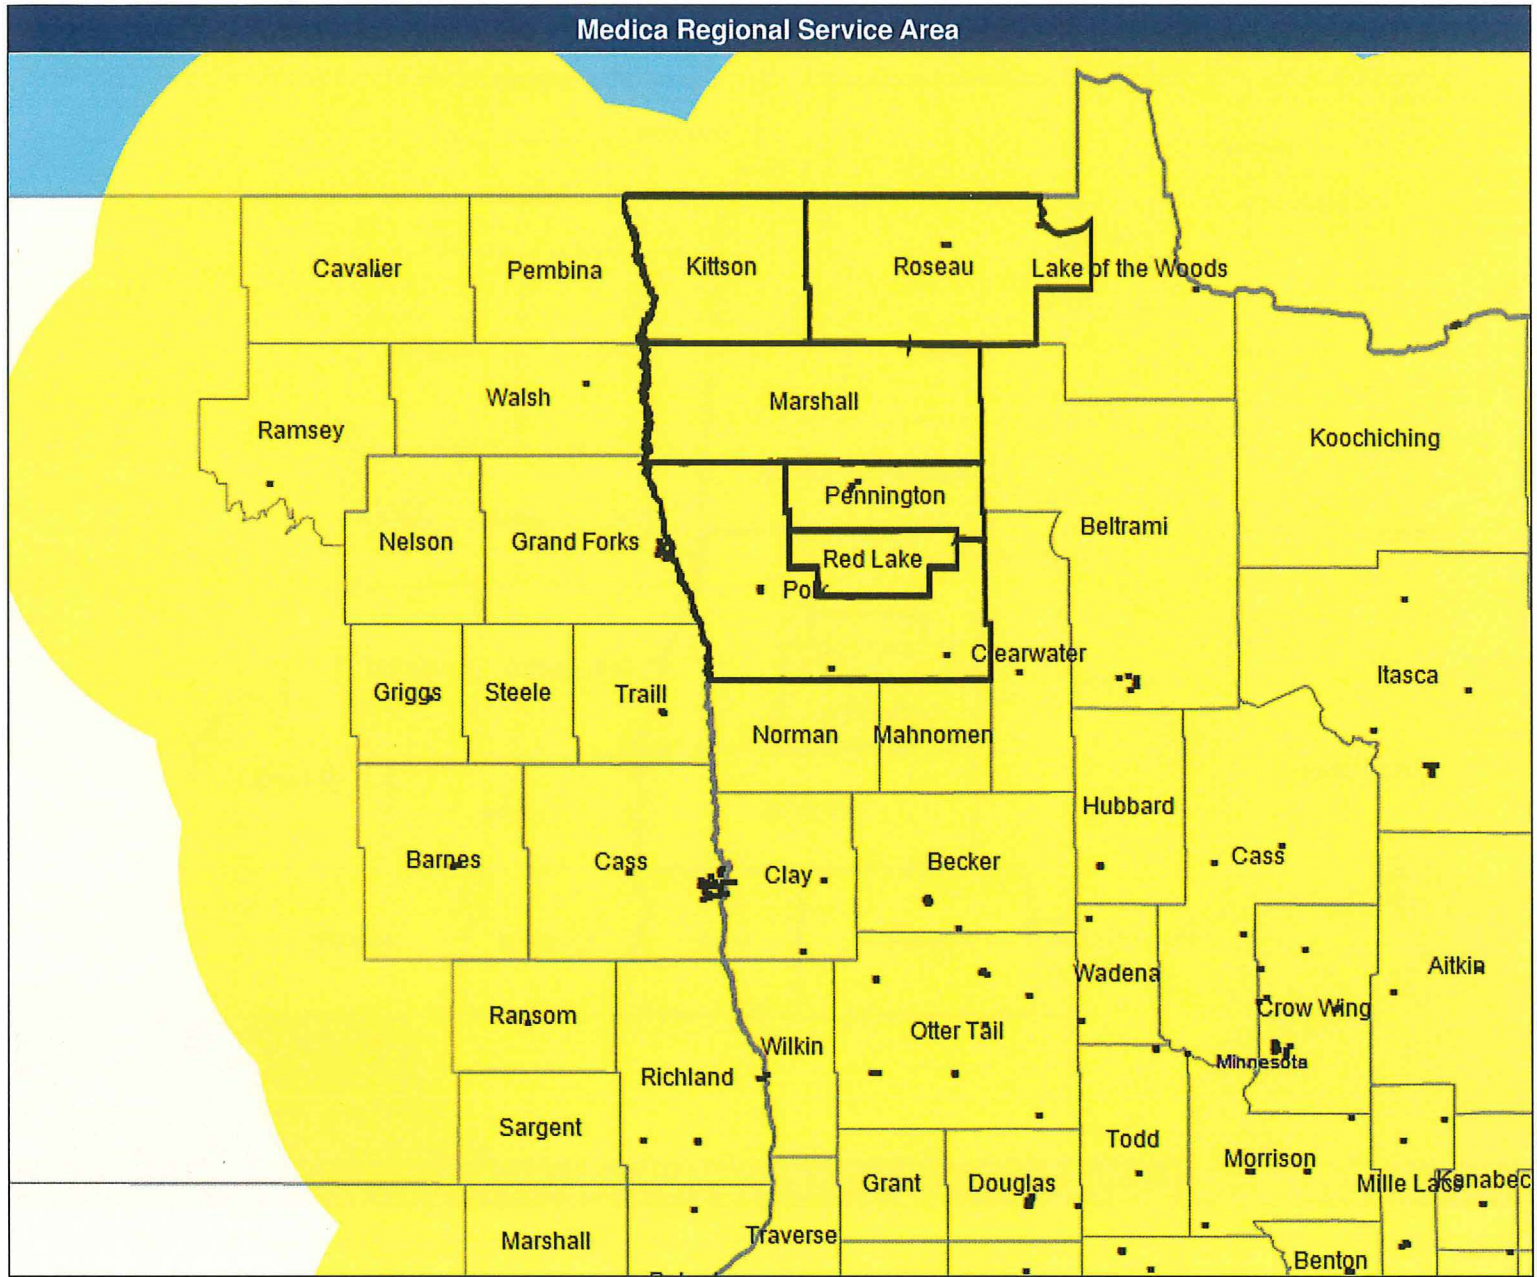 Medica Regional Service Area
Cavalier
Pembina
Kittson
Roseau
Lake of the Woods
Walsh
Marshall
Ramsey
Koochiching
Pennington
Nelson
Grand Forks
Beltrami
Red Lake
Polk
Clearwater
Griggs
Steele
Traill
Itasca
Norman
Mahnomen
Hubbard
Barnes
Cass
Clay
Becker
Cass
Wadena
Aitkin
Ransom
Otter Tail
Crow Wing
Wilkin
Minnesota
Richland
Sargent
Todd
Morrison
Grant
Douglas
Mille Lacs
Kanabec
Marshall
Traverse
Benton